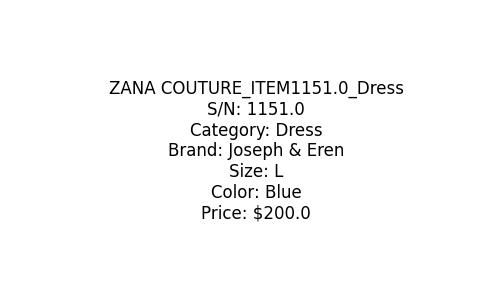 ZANA COUTURE_ITEM1151.0_Dress
S/N: 1151.0
Category: Dress
Brand: Joseph & Eren
Size: L
Color: Blue
Price: $200.0